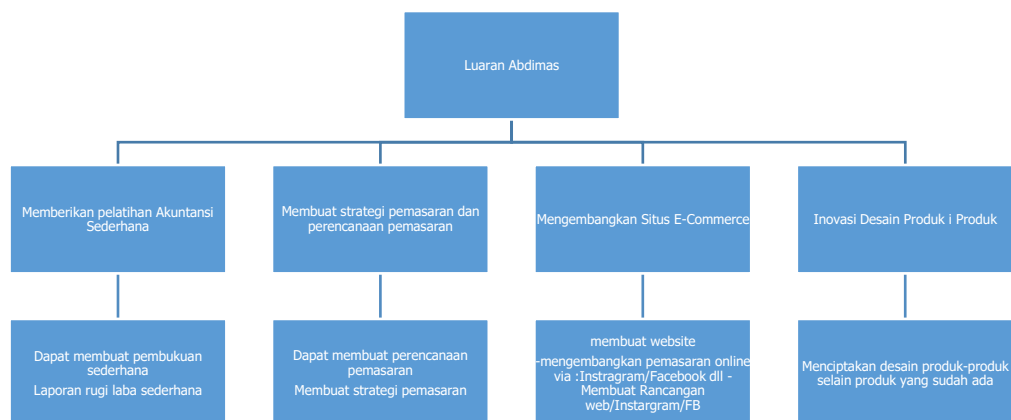 Luaran Abdimas
Memberikan pelatihan Akuntansi
Sederhana
Membuat strategi pemasaran dan
perencanaan pemasaran
Mengembangkan Situs E-Commerce
Inovasi Desain Produk i Produk
Dapat membuat pembukuan
sederhana
Laporan rugi laba sederhana
Dapat membuat perencanaan
pemasaran
Membuat strategi pemasaran
membuat website
-mengembangkan pemasaran online
via :Instragram/Facebook dll -
Membuat Rancangan
web/Instargram/FB
Menciptakan desain produk-produk
selain produk yang sudah ada